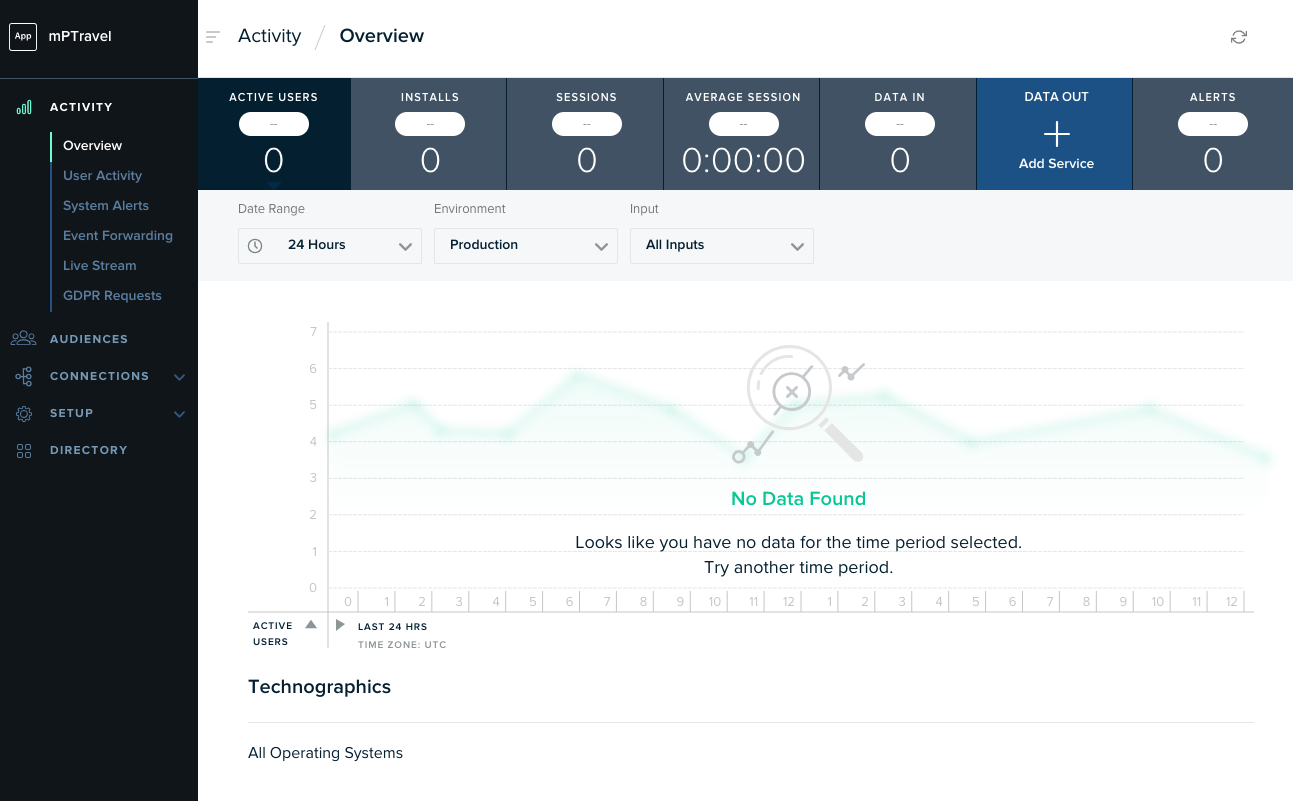 App
mPTravel
ACTIVITY
Overview
User Activity
System Alerts
Event Forwarding
Live Stream
GDPR Requests
AUDIENCES
CONNECTIONS
SETUP
DIRECTORY
Activity / Overview
ACTIVE USERS
--
0
INSTALLS
--
0
SESSIONS
--
0
AVERAGE SESSION
--
0:00:00
DATA IN
--
0
DATA OUT
Add Service
ALERTS
--
0
Date Range
24 Hours
Environment
Production
Input
All Inputs
7
6
5
4
3
2
1
0
No Data Found
Looks like you have no data for the time period selected.
Try another time period.
0 1 2 3 4 5 6 7 8 9 10 11 12 1 2 3 4 5 6 7 8 9 10 11 12
ACTIVE
USERS
LAST 24 HRS
TIME ZONE: UTC
Technographics
All Operating Systems